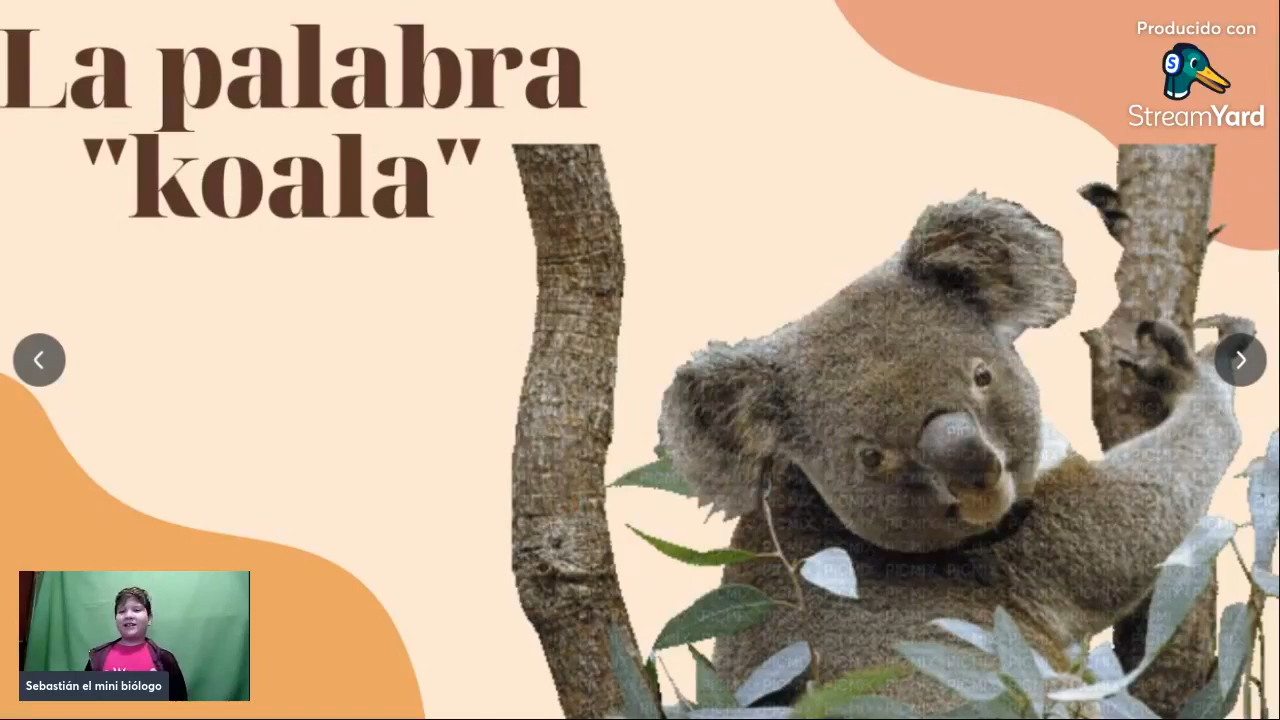 La palabra
"koala"
Producido con
StreamYard
Sebastián el mini biólogo